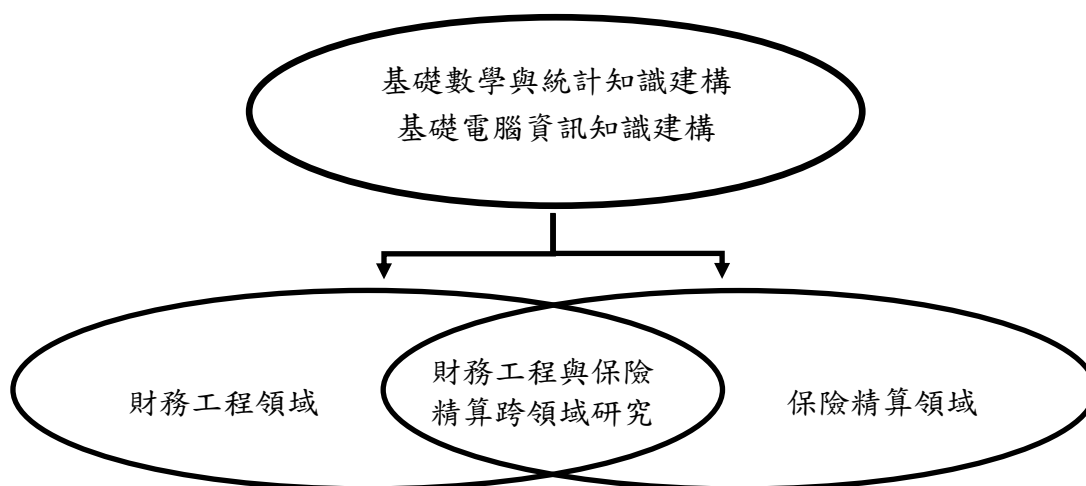 基礎數學與統計知識建構
基礎電腦資訊知識建構
財務工程領域
財務工程與保險
精算跨領域研究
保險精算領域